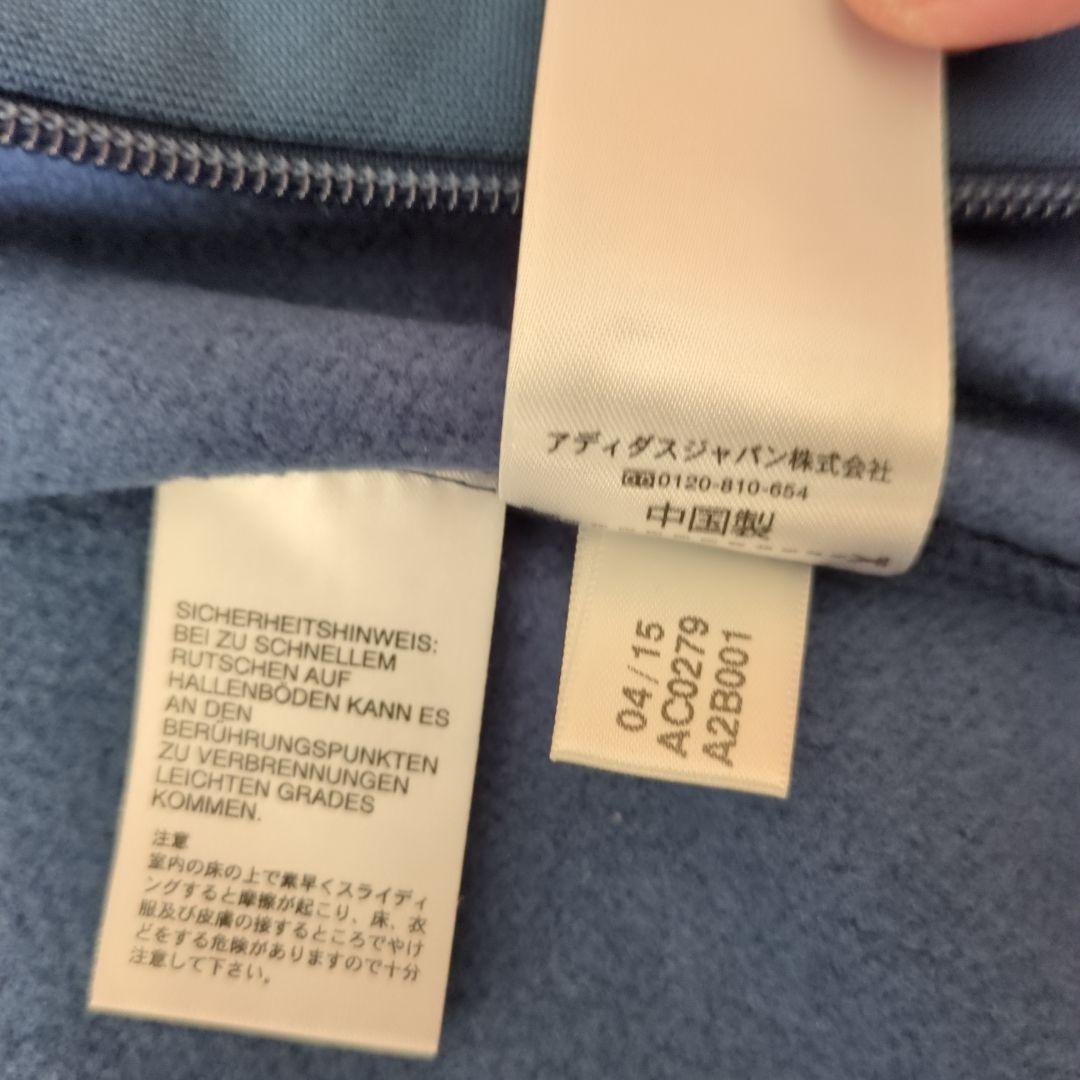 アディダスジャパン株式会社
0120-810-654
中国製
04/15
AC0279
A2B001
SICHERHEITSHINWEIS:
BEI ZU SCHNELLEM
RUTSCHEN AUF
HALLENBÖDEN KANN ES
AN DEN
BERÜHRUNGSPUNKTEN
ZU VERBRENNUNGEN
LEICHTEN GRADES
KOMMEN.
注意
室内の床の上で素早くスライディ
ングすると摩擦が起こり、床、衣
服及び皮膚の接するところでやけ
どをする危険がありますので十分
注意して下さい。